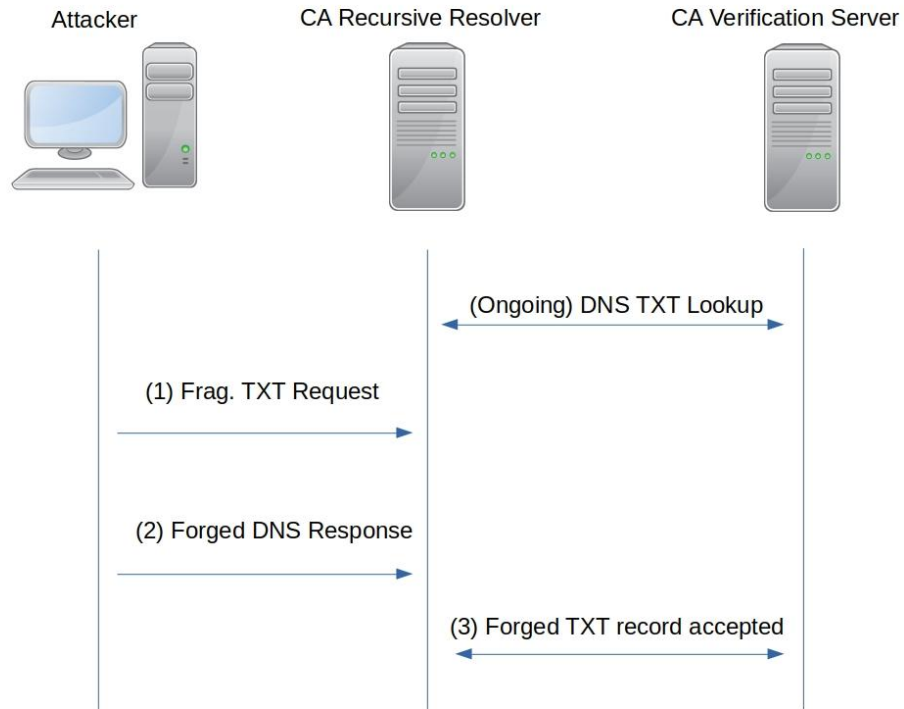 Attacker
CA Recursive Resolver
CA Verification Server
(Ongoing) DNS TXT Lookup
(1) Frag. TXT Request
(2) Forged DNS Response
(3) Forged TXT record accepted